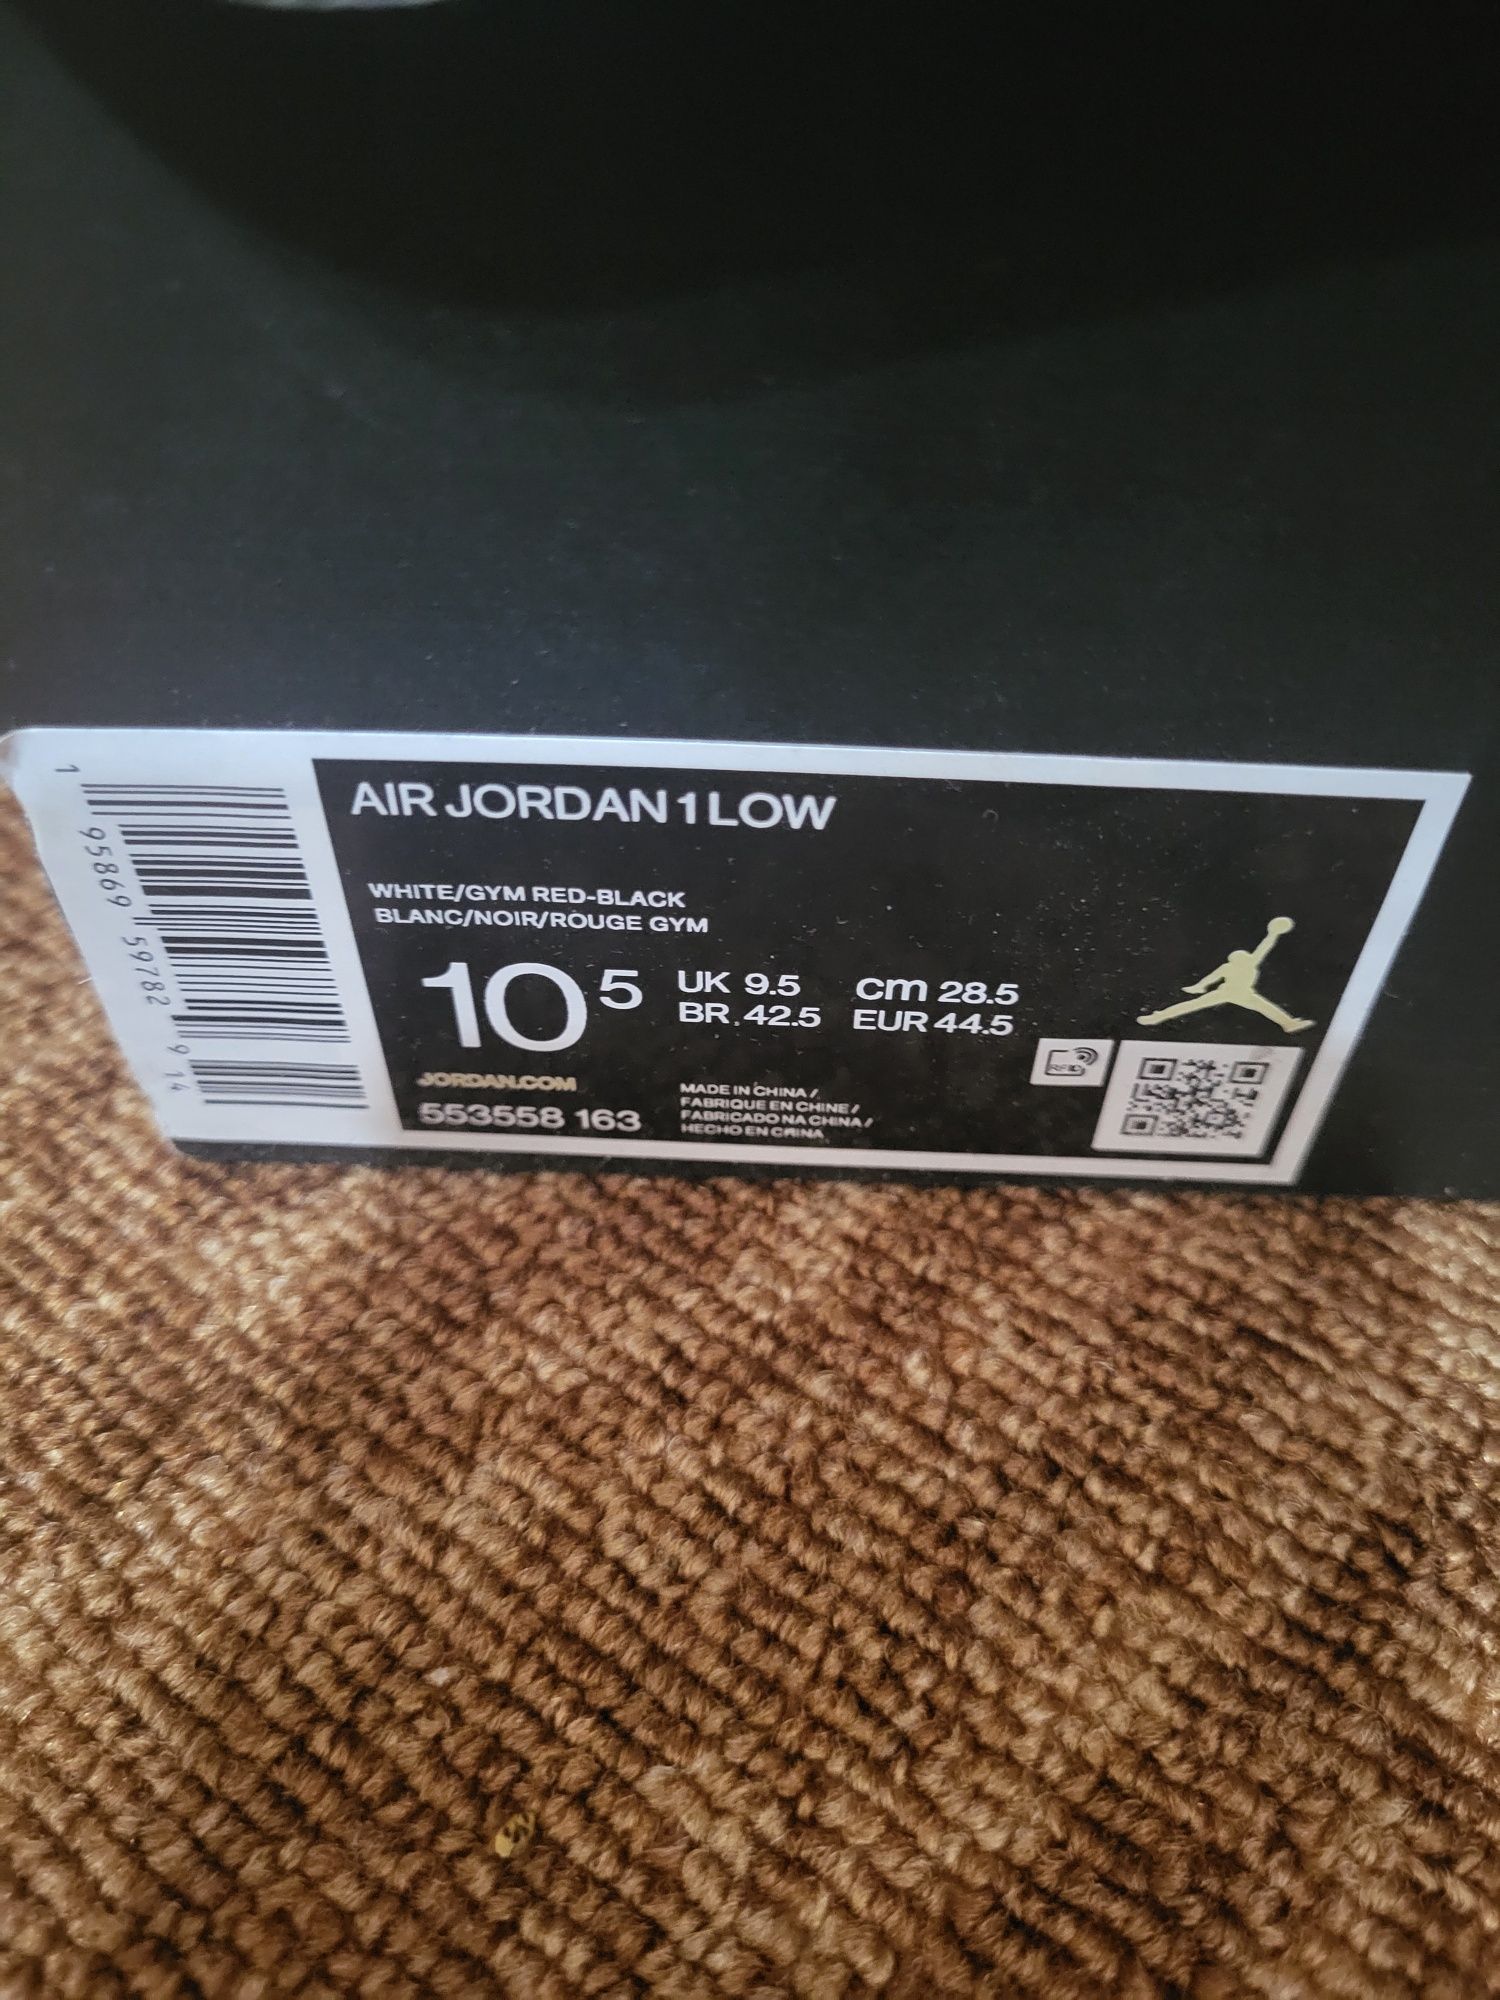 AIR JORDAN 1 LOW
WHITE/GYM RED-BLACK
BLANC/NOIR/ROUGE GYM
10 5
UK 9.5 cm 28.5
BR. 42.5 EUR 44.5
JORDAN.COM
553558 163
MADE IN CHINA /
FABRIQUE EN CHINE /
FABRICADO NA CHINA /
HECHO EN CHINA
RFID
1 95869 59782 9 14